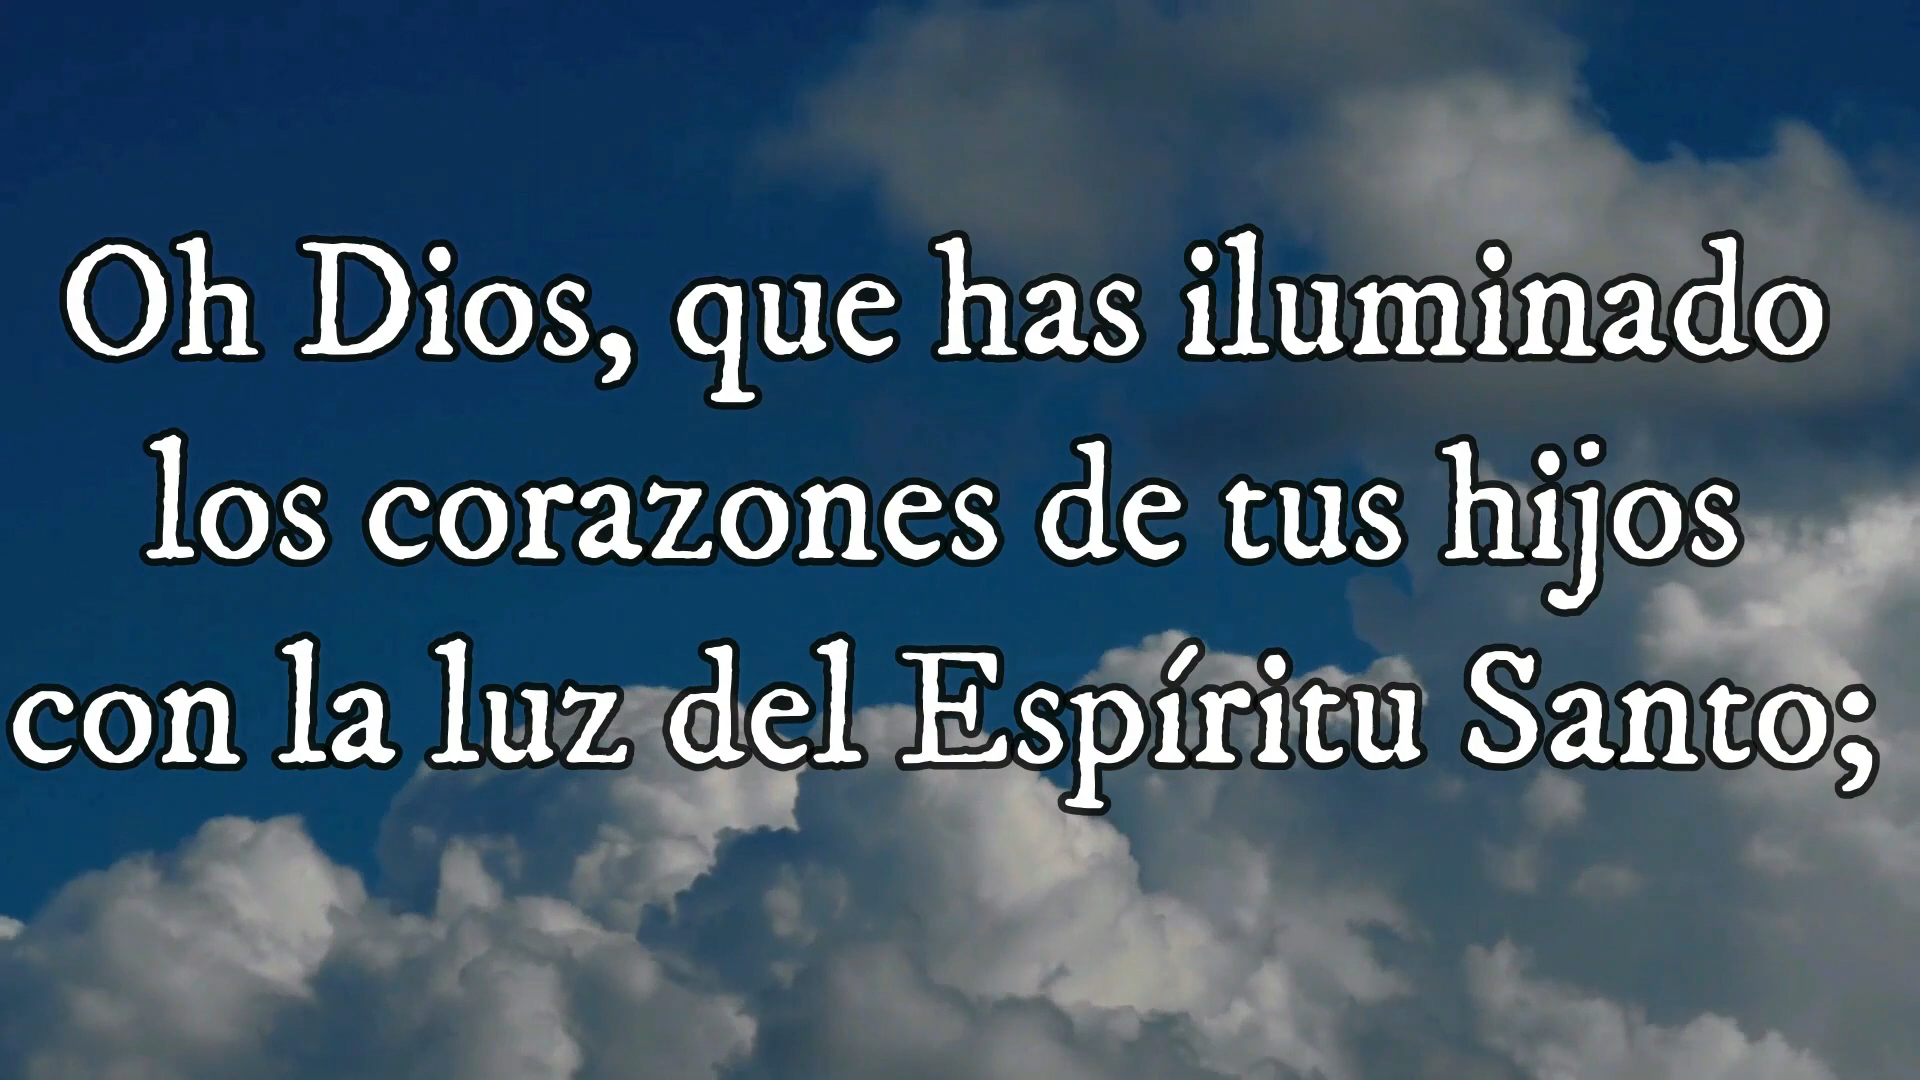 Oh Dios, que has iluminado
los corazones de tus hijos
con la luz del Espíritu Santo;